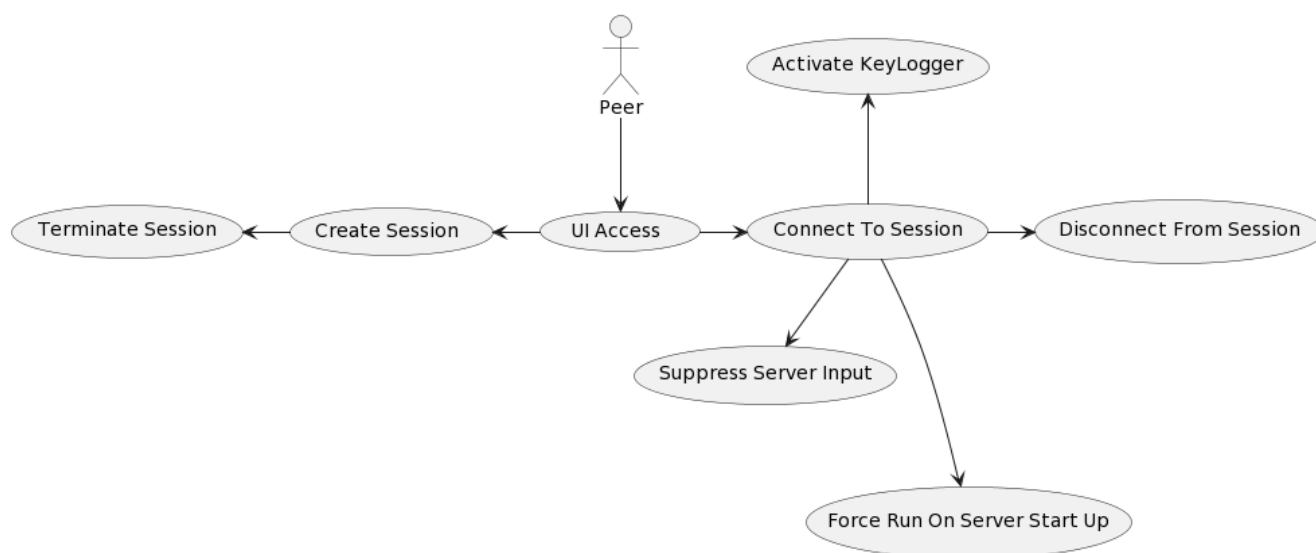 Activate KeyLogger
Peer
Terminate Session
Create Session
UI Access
Connect To Session
Disconnect From Session
Suppress Server Input
Force Run On Server Start Up